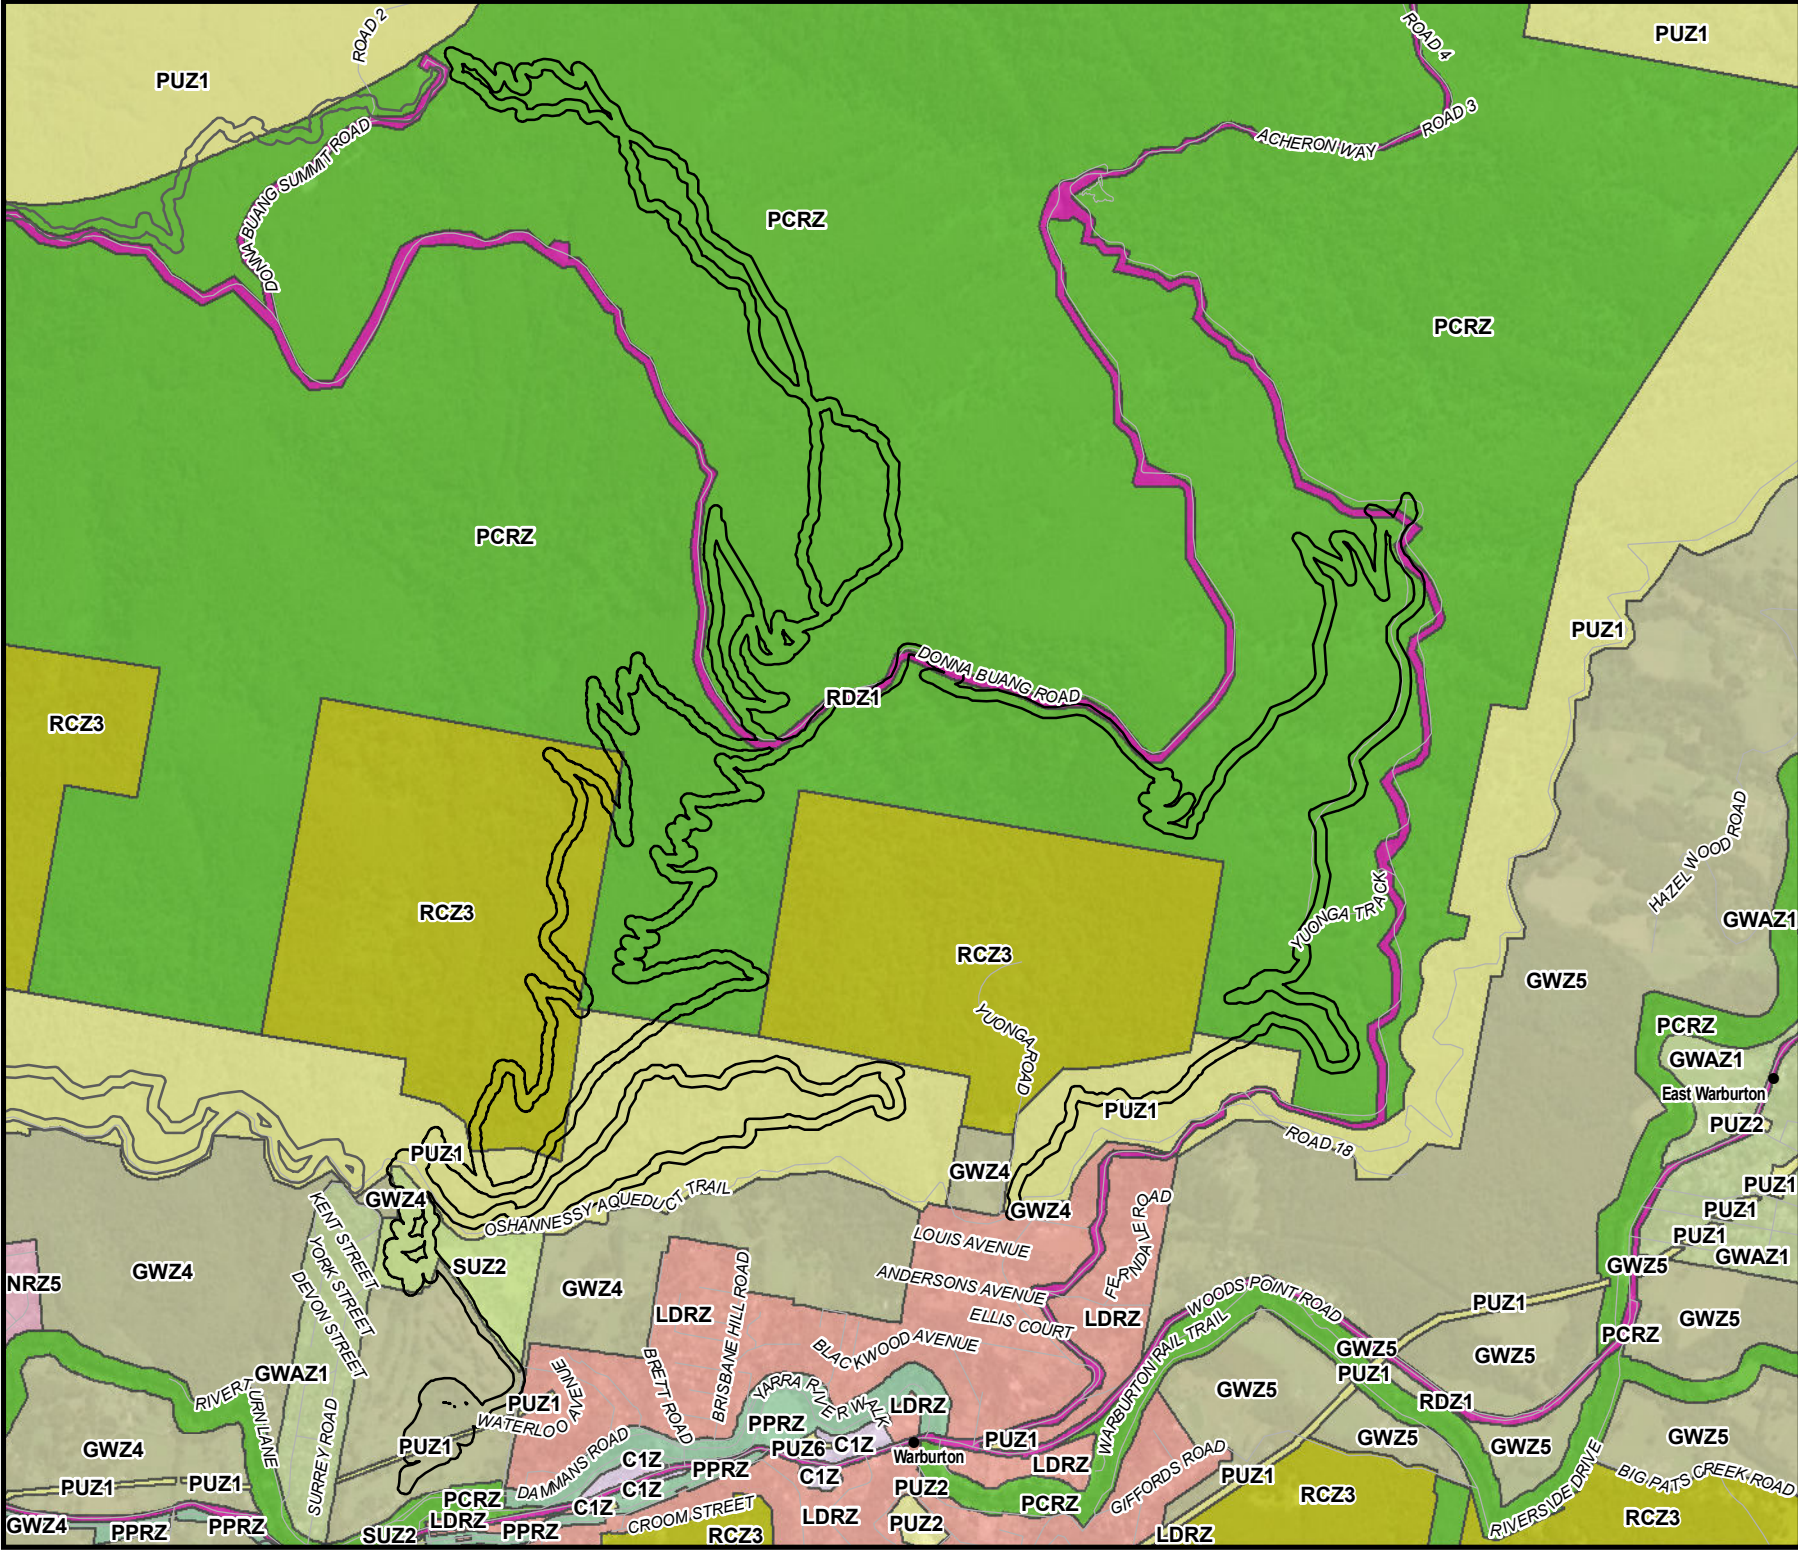 ROAD 2
ROAD 4
PUZ1
PUZ1
ROAD 3
ACHERON WAY
DONNA BUANG SUMMIT ROAD
PCRZ
PCRZ
PCRZ
PUZ1
DONNA BUANG ROAD
RDZ1
RCZ3
HAZELWOOD ROAD
RCZ3
YUONGA TRACK
GWAZ1
RCZ3
GWZ5
YUONGA ROAD
PCRZ
GWAZ1
East Warburton
PUZ1
PUZ2
ROAD 18
PUZ1
GWZ4
PUZ1
GWZ4
OSHANNESSY AQUEDUCT TRAIL
GWZ4
PUZ1
KENT STREET
YORK STREET
DEVON STREET
FERNDALE ROAD
LOUIS AVENUE
PUZ1
GWAZ1
NRZ5
GWZ4
SUZ2
GWZ4
ANDERSONS AVENUE
GWZ5
BRISBANE HILL ROAD
LDRZ
ELLIS COURT
LDRZ
WOODS POINT ROAD
PUZ1
GWZ5
PCRZ
BLACKWOOD AVENUE
WARBURTON RAIL TRAIL
GWZ5
GWZ5
PUZ1
GWAZ1
RIVERTURN LANE
SURREY ROAD
PUZ1
WATERLOO AVENUE
BRETT ROAD
YARRA RIVER WALK
PPRZ
LDRZ
GWZ5
RDZ1
GWZ4
PUZ1
DAMMANS ROAD
C1Z
PUZ6
C1Z
Warburton
PUZ1
GWZ5
GWZ5
GWZ5
PUZ1
PUZ1
PCRZ
C1Z
PPRZ
C1Z
PUZ2
LDRZ
PCRZ
GIFFORDS ROAD
PUZ1
RCZ3
RIVERSIDE DRIVE
BIG PATS CREEK ROAD
GWZ4
PPRZ
PPRZ
SUZ2
LDRZ
PPRZ
C1Z
CROOM STREET
RCZ3
LDRZ
PUZ2
LDRZ
RCZ3